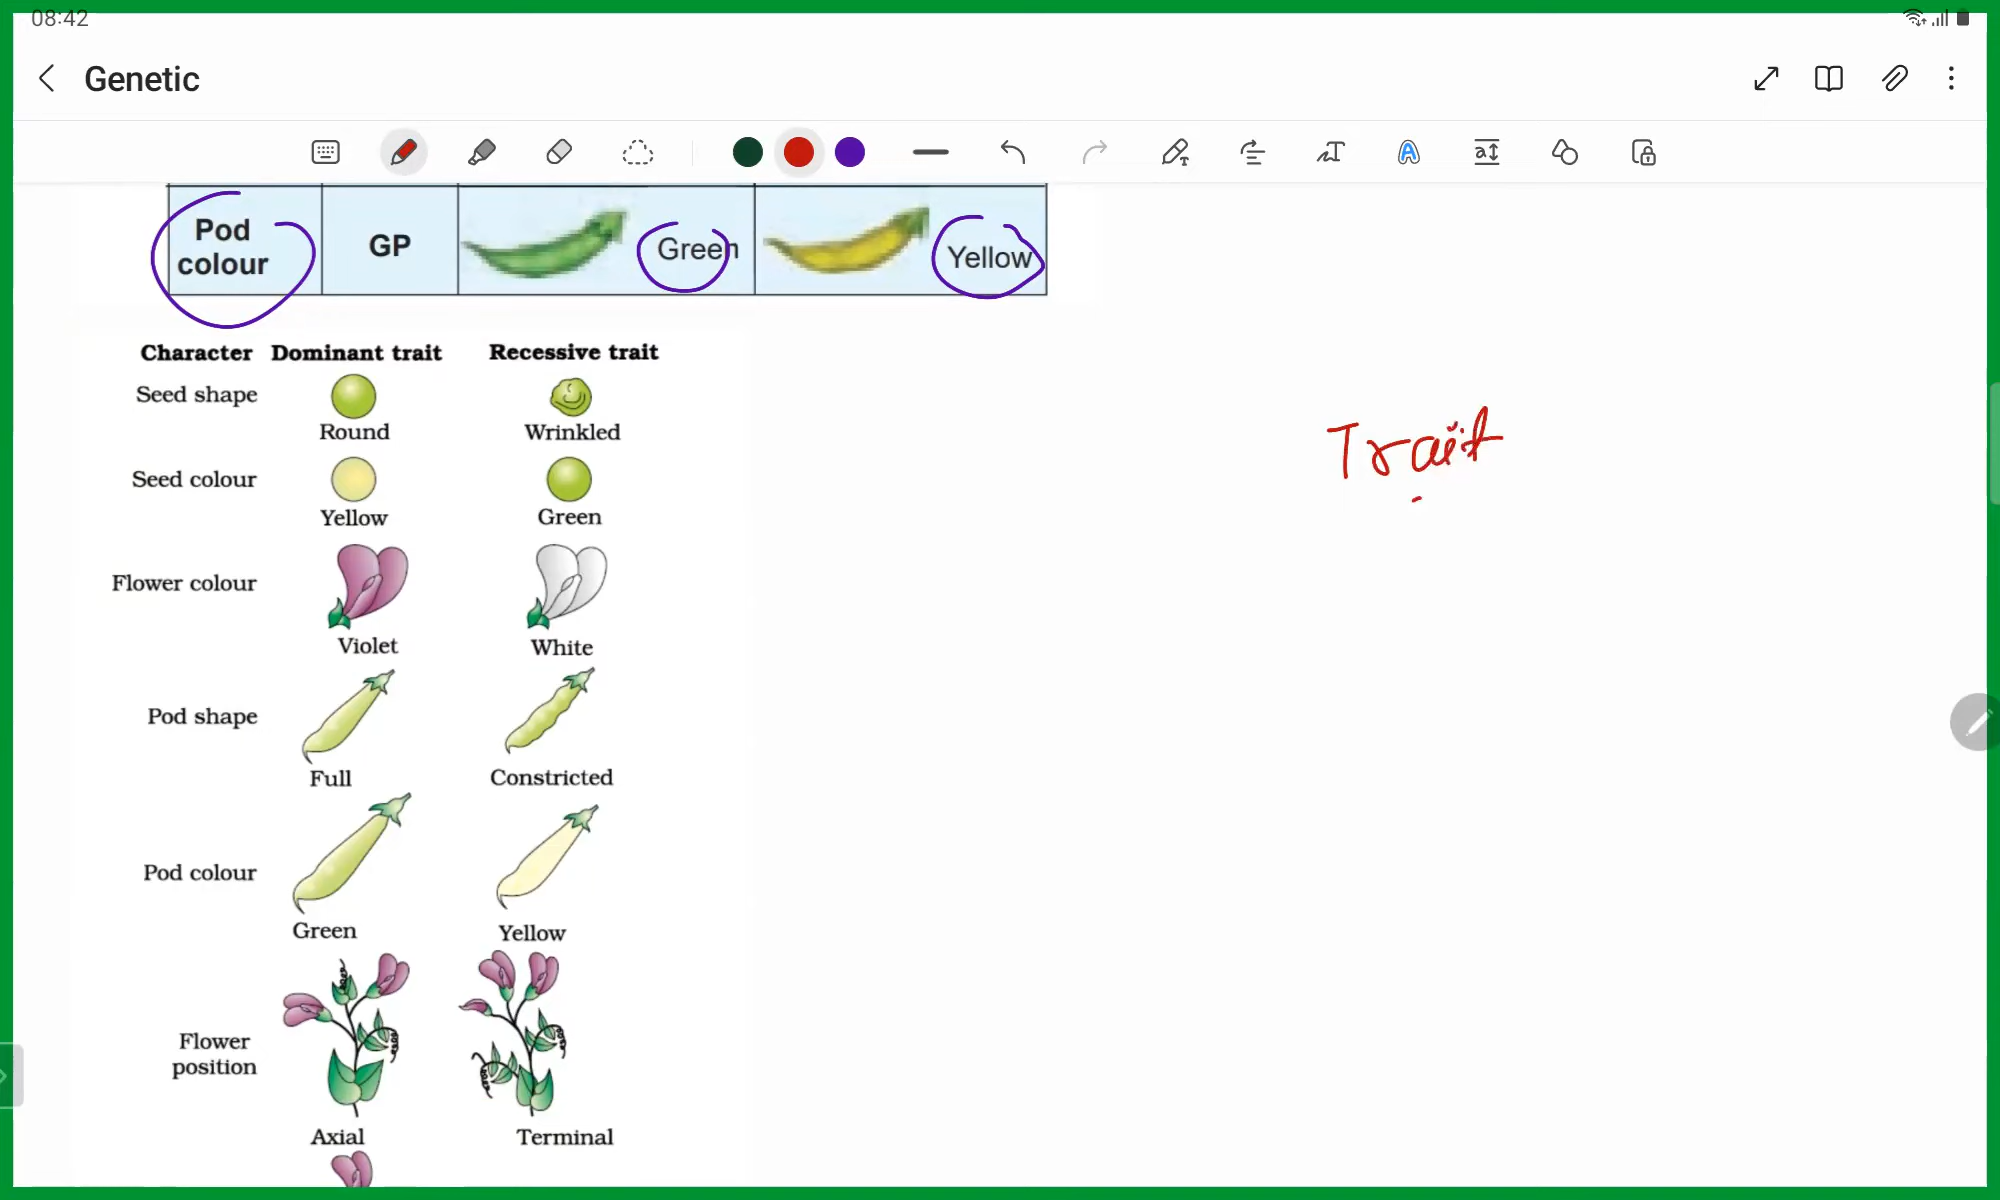 08:42
Genetic
Pod colour GP Green Yellow
Character Dominant trait Recessive trait
Seed shape
Round Wrinkled
Seed colour
Yellow Green
Flower colour
Violet White
Pod shape
Full Constricted
Pod colour
Green Yellow
Flower position
Axial Terminal
Trait